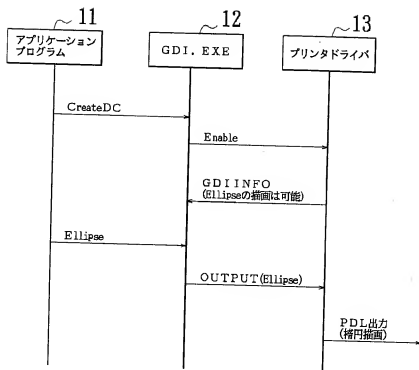 11
12
13
アプリケーション
プログラム
GDI.EXE
プリンタドライバ
CreateDC
Enable
GDIINFO
(Ellipseの描画は可能)
Ellipse
OUTPUT(Ellipse)
PDL出力
(楕円描画)